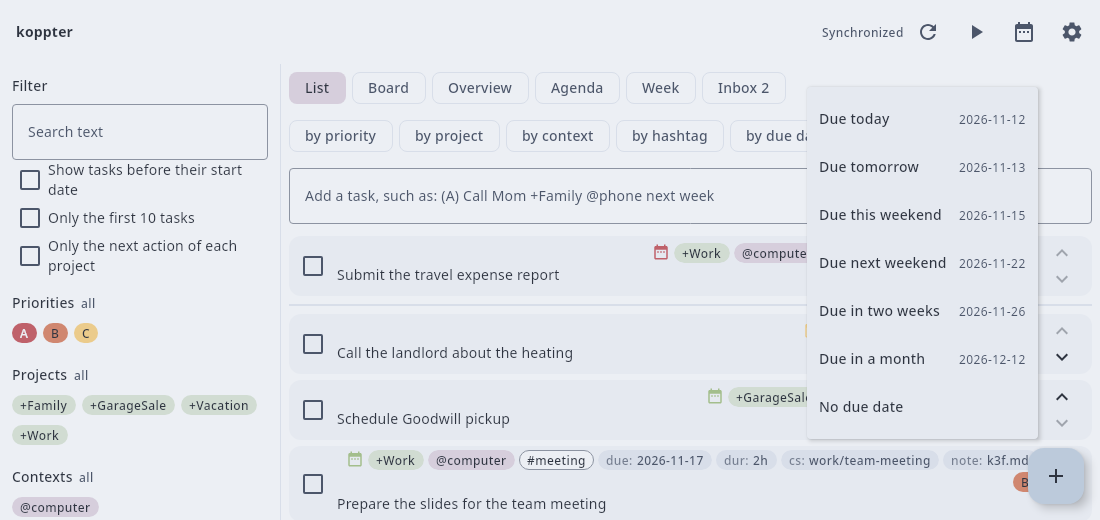 koppter
Synchronized
Filter
Search text
Show tasks before their start
date
Only the first 10 tasks
Only the next action of each
project
Priorities all
A B C
Projects all
+Family +GarageSale +Vacation
+Work
Contexts all
@computer
List Board Overview Agenda Week Inbox 2
by priority by project by context by hashtag by due da
Add a task, such as: (A) Call Mom +Family @phone next week
+Work @compute
Submit the travel expense report
Call the landlord about the heating
+GarageSale
Schedule Goodwill pickup
+Work @computer #meeting due: 2026-11-17 dur: 2h cs: work/team-meeting note: k3f.md
B
Prepare the slides for the team meeting
Due today 2026-11-12
Due tomorrow 2026-11-13
Due this weekend 2026-11-15
Due next weekend 2026-11-22
Due in two weeks 2026-11-26
Due in a month 2026-12-12
No due date